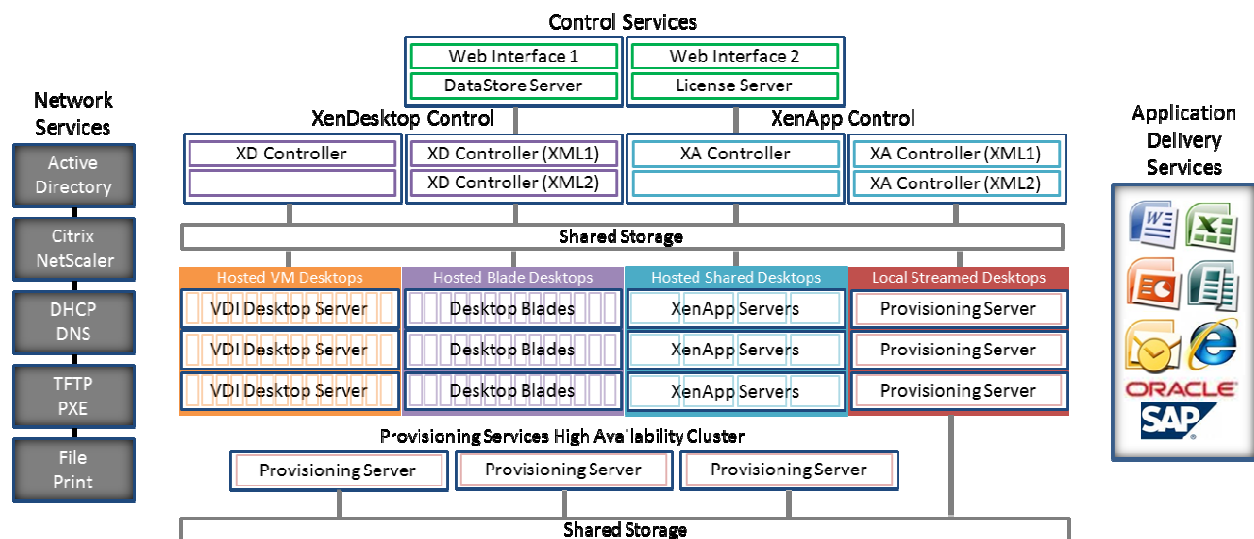 Control Services
Web Interface 1
DataStore Server
Web Interface 2
License Server
Network
Services
Active
Directory
Citrix
NetScaler
DHCP
DNS
TFTP
PXE
File
Print
XenDesktop Control
XenApp Control
XD Controller
XD Controller (XML1)
XD Controller (XML2)
XA Controller
XA Controller (XML1)
XA Controller (XML2)
Shared Storage
Hosted VM Desktops
VDI Desktop Server
VDI Desktop Server
VDI Desktop Server
Hosted Blade Desktops
Desktop Blades
Desktop Blades
Desktop Blades
Hosted Shared Desktops
XenApp Servers
XenApp Servers
XenApp Servers
Local Streamed Desktops
Provisioning Server
Provisioning Server
Provisioning Server
Provisioning Services High Availability Cluster
Provisioning Server
Provisioning Server
Provisioning Server
Shared Storage
Application
Delivery
Services
ORACLE
SAP